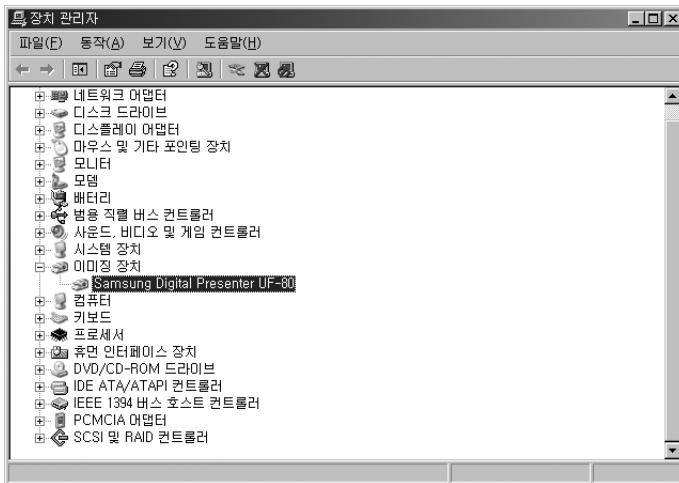 장치 관리자
파일(F) 동작(A) 보기(V) 도움말(H)
네트워크 어댑터
디스크 드라이브
디스플레이 어댑터
마우스 및 기타 포인팅 장치
모니터
모뎀
배터리
범용 직렬 버스 컨트롤러
사운드, 비디오 및 게임 컨트롤러
시스템 장치
이미징 장치
Samsung Digital Presenter UF-80
컴퓨터
키보드
프로세서
휴먼 인터페이스 장치
DVD/CD-ROM 드라이브
IDE ATA/ATAPI 컨트롤러
IEEE 1394 버스 호스트 컨트롤러
PCMCIA 어댑터
SCSI 및 RAID 컨트롤러